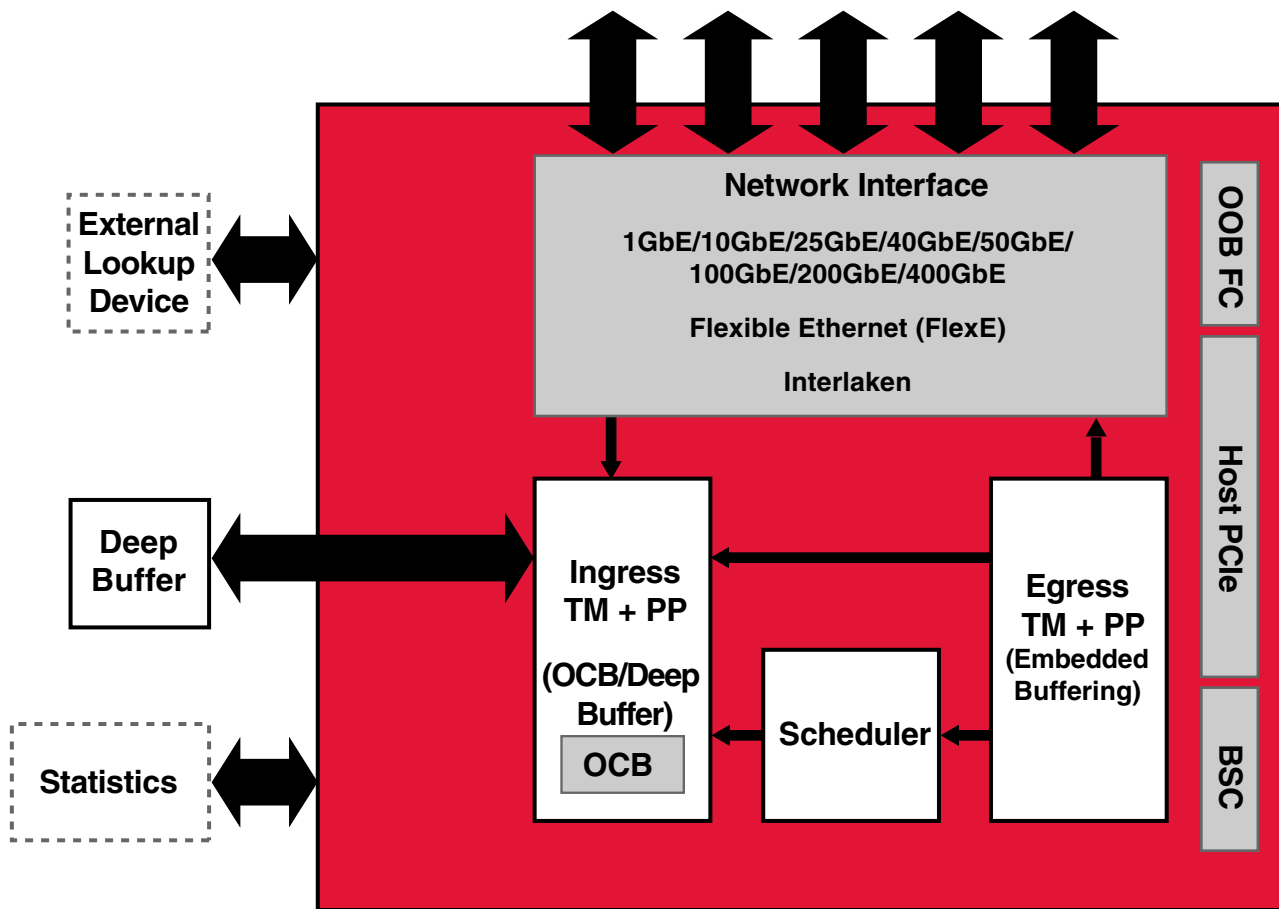 Network Interface
1GbE/10GbE/25GbE/40GbE/50GbE/
100GbE/200GbE/400GbE
Flexible Ethernet (FlexE)
Interlaken
OOB FC
Host PCIe
BSC
External
Lookup
Device
Deep
Buffer
Statistics
Ingress
TM + PP
(OCB/Deep
Buffer)
OCB
Scheduler
Egress
TM + PP
(Embedded
Buffering)